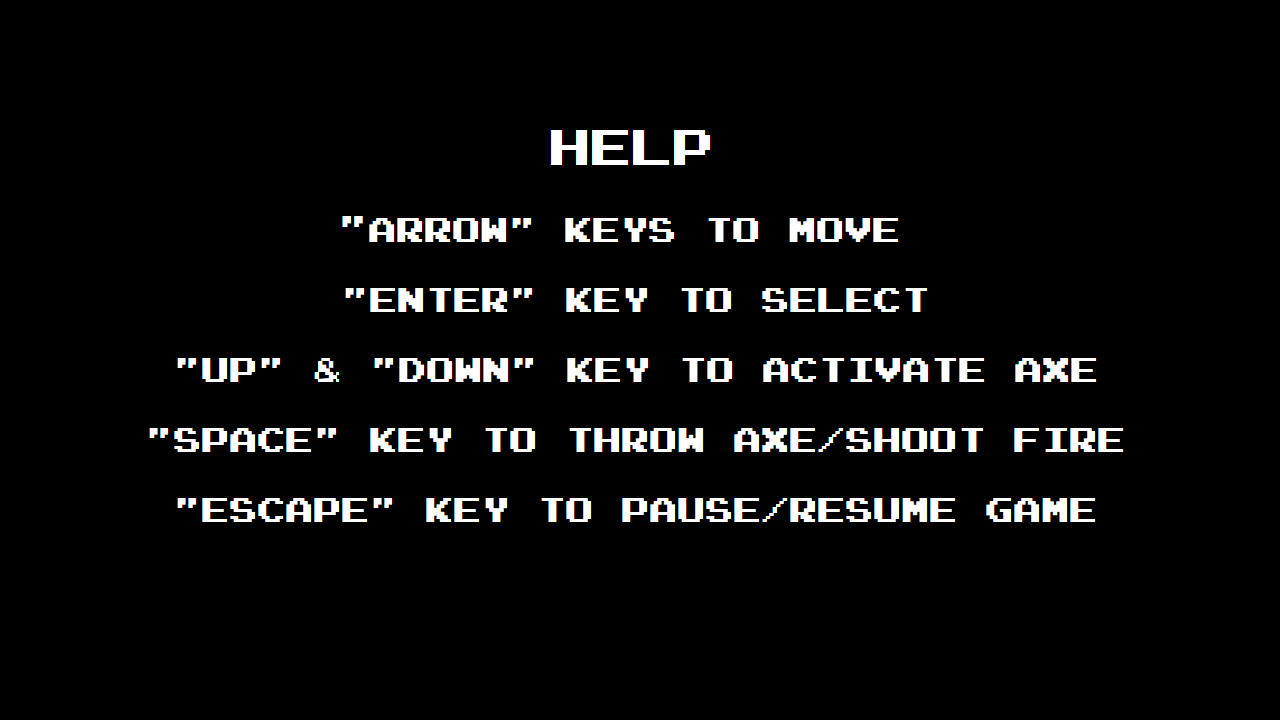 HELP
"ARROW" KEYS TO MOVE
"ENTER" KEY TO SELECT
"UP" & "DOWN" KEY TO ACTIVATE AXE
"SPACE" KEY TO THROW AXE/SHOOT FIRE
"ESCAPE" KEY TO PAUSE/RESUME GAME